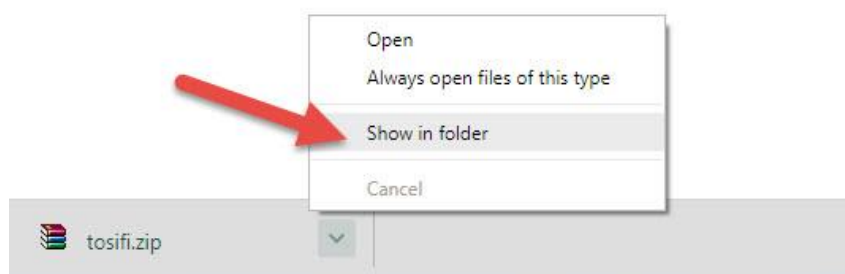 Open
Always open files of this type
Show in folder
Cancel
tosifi.zip